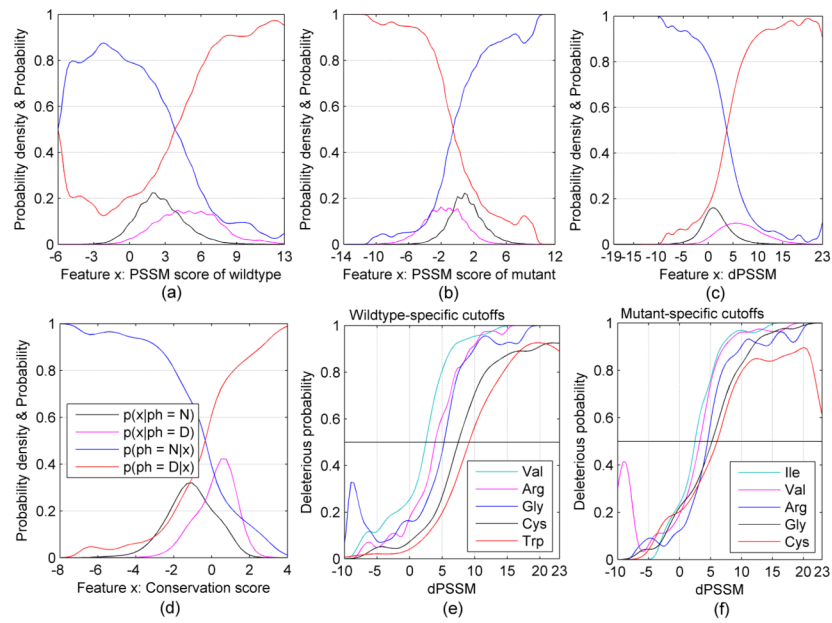 Probability density & Probability
1
0.8
0.6
0.4
0.2
0
-6 -3 0 3 6 9 13
Feature x: PSSM score of wildtype
(a)
Probability density & Probability
1
0.8
0.6
0.4
0.2
0
-14 -10 -6 -2 2 6 10 12
Feature x: PSSM score of mutant
(b)
Probability density & Probability
1
0.8
0.6
0.4
0.2
0
-19 -15 -10 -5 0 5 10 15 23
Feature x: dPSSM
(c)
Probability density & Probability
1
0.8
0.6
0.4
0.2
0
p(x|ph = N)
p(x|ph = D)
p(ph = N|x)
p(ph = D|x)
-8 -6 -4 -2 0 2 4
Feature x: Conservation score
(d)
Wildtype-specific cutoffs
Deleterious probability
1
0.8
0.6
0.4
0.2
0
Val
Arg
Gly
Cys
Trp
-10 -5 0 5 10 15 20 23
dPSSM
(e)
Mutant-specific cutoffs
Deleterious pobability
1
0.8
0.6
0.4
0.2
0
Ile
Val
Arg
Gly
Cys
-10 -5 0 5 10 15 20 23
dPSSM
(f)